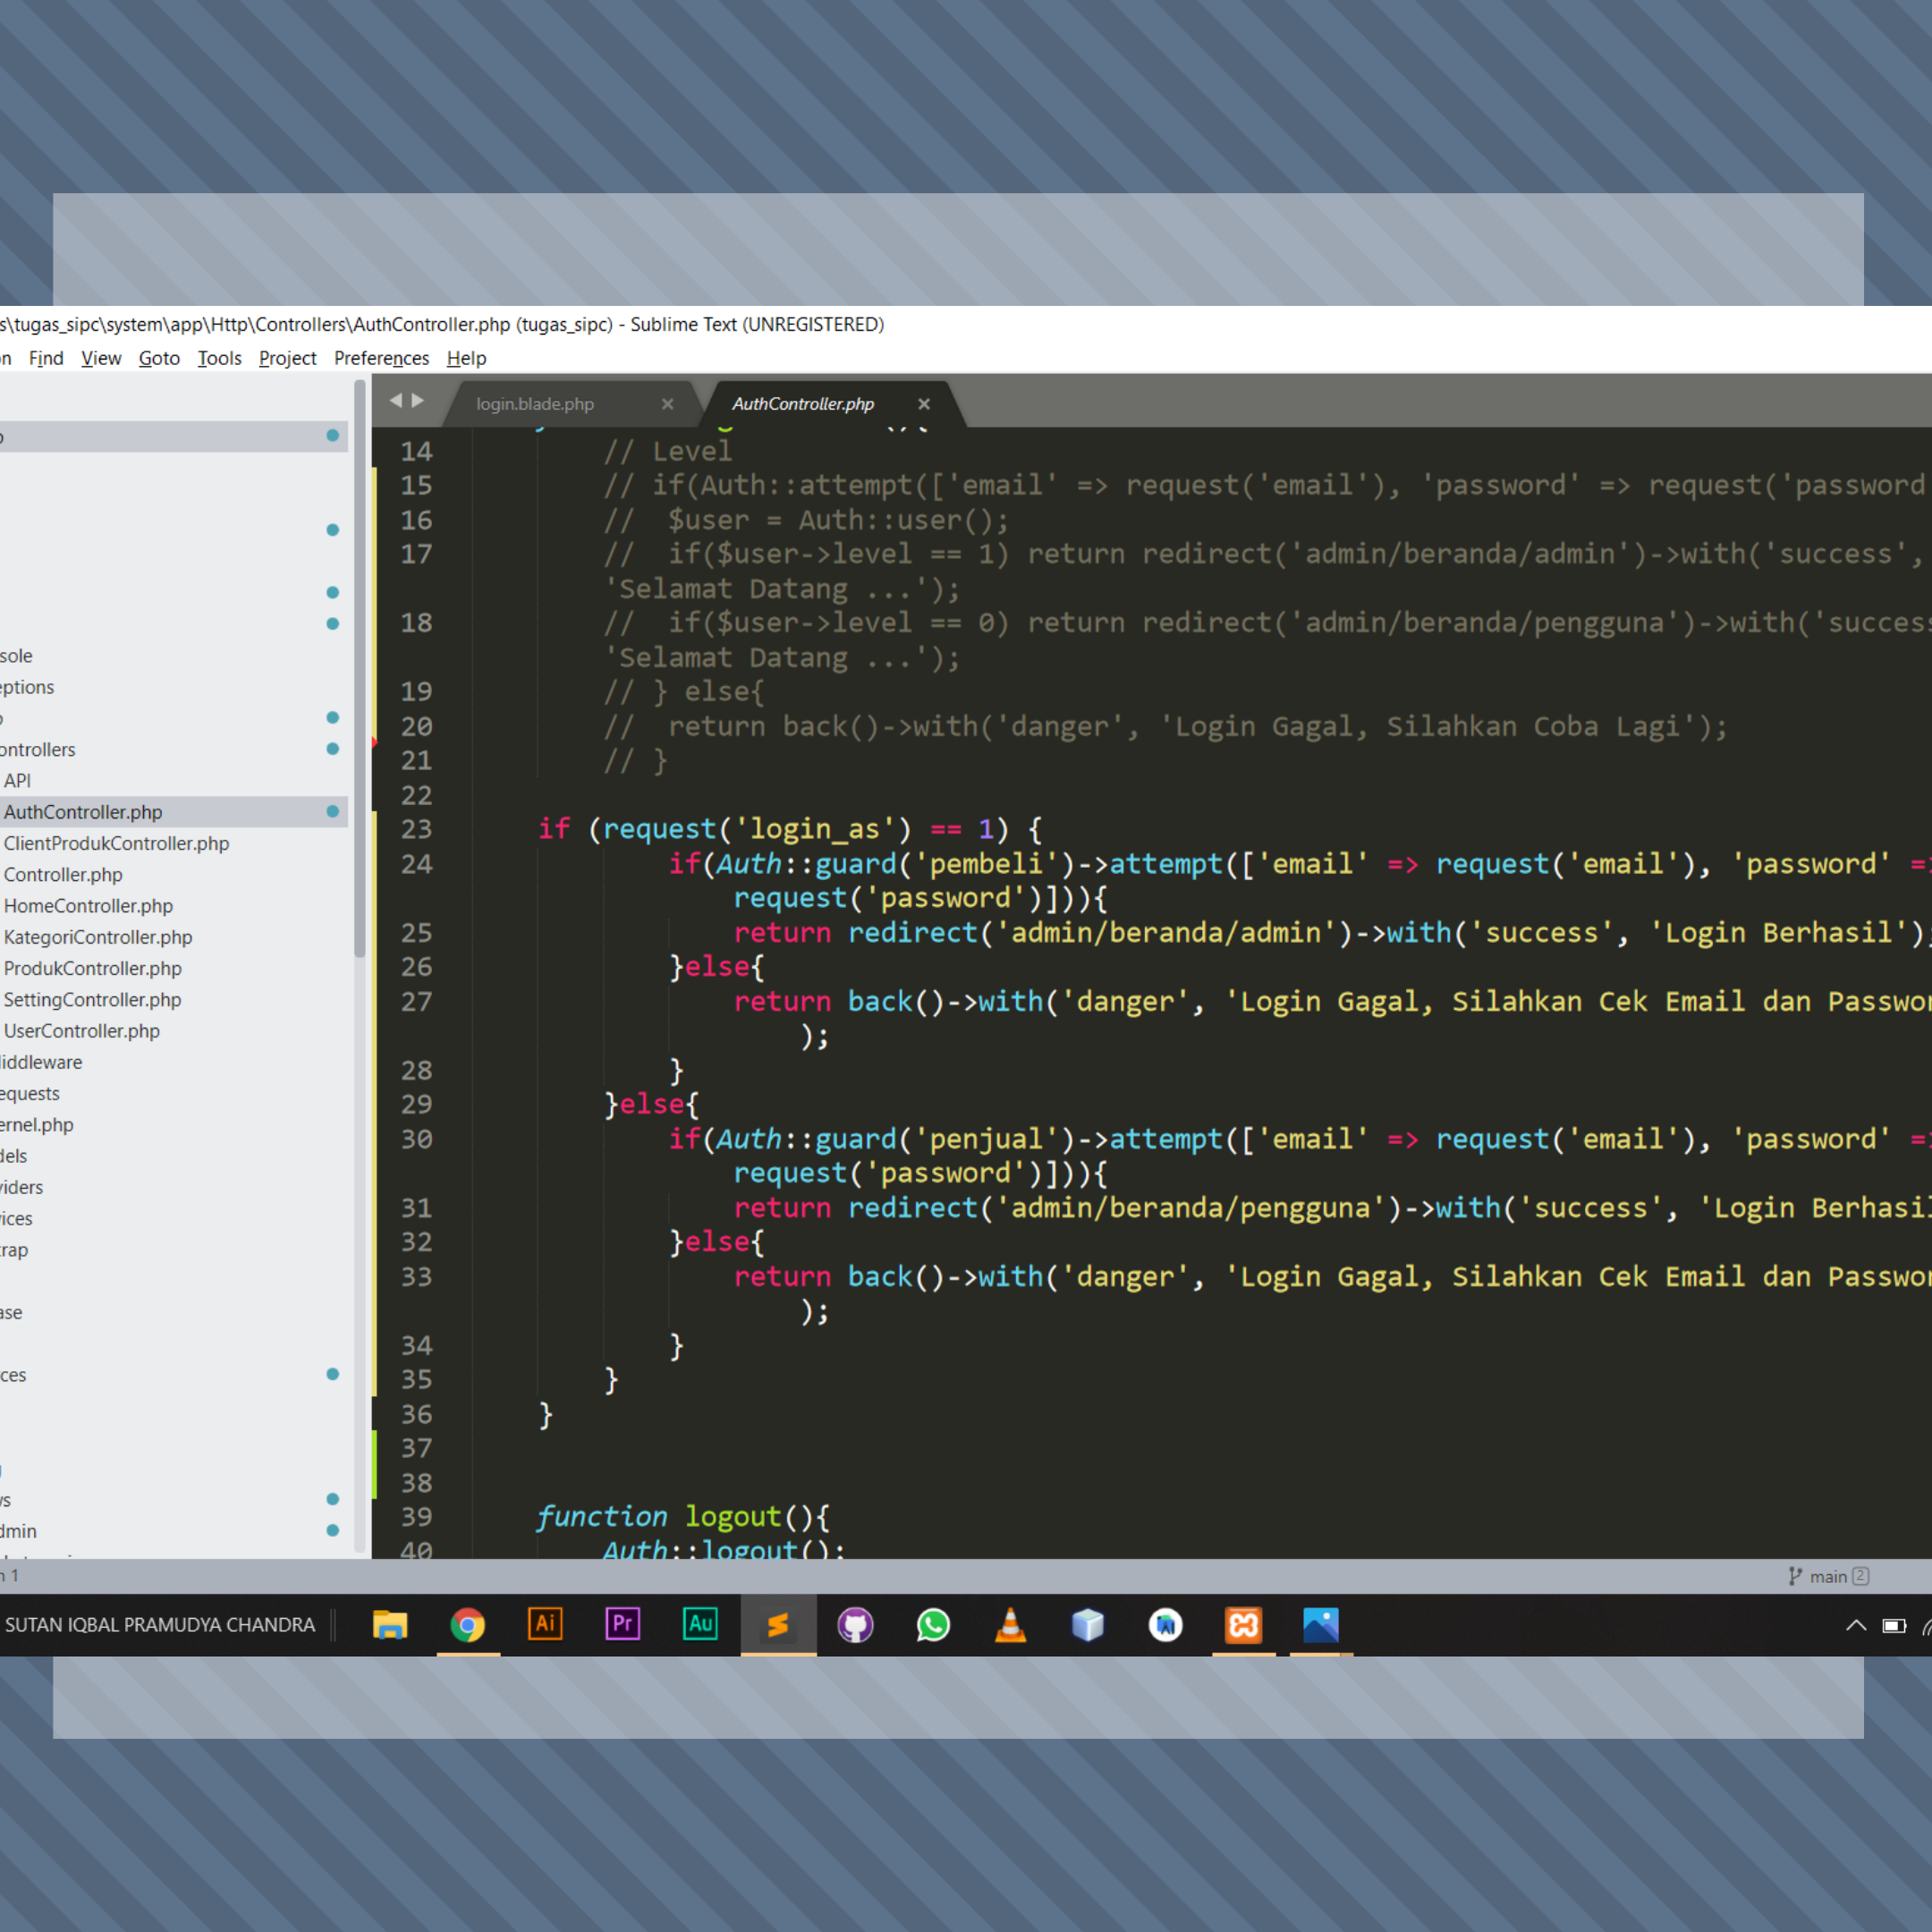 s\tugas_sipc\system\app\Http\Controllers\AuthController.php (tugas_sipc) - Sublime Text (UNREGISTERED)
n Find View Goto Tools Project Preferences Help
login.blade.php × AuthController.php ×
sole
eptions
ontrollers
API
AuthController.php
ClientProdukController.php
Controller.php
HomeController.php
KategoriController.php
ProdukController.php
SettingController.php
UserController.php
iddleware
equests
ernel.php
dels
viders
ices
rap
ase
ces
vs
dmin
14 // Level
15 // if(Auth::attempt(['email' => request('email'), 'password' => request('password
16 // $user = Auth::user();
17 // if($user->level == 1) return redirect('admin/beranda/admin')->with('success',
'Selamat Datang ...');
18 // if($user->level == 0) return redirect('admin/beranda/pengguna')->with('success
'Selamat Datang ...');
19 // } else{
20 // return back()->with('danger', 'Login Gagal, Silahkan Coba Lagi');
21 // }
22
23 if (request('login_as') == 1) {
24 if(Auth::guard('pembeli')->attempt(['email' => request('email'), 'password' =>
request('password')])){
25 return redirect('admin/beranda/admin')->with('success', 'Login Berhasil');
26 }else{
27 return back()->with('danger', 'Login Gagal, Silahkan Cek Email dan Passwor
);
28 }
29 }else{
30 if(Auth::guard('penjual')->attempt(['email' => request('email'), 'password' =>
request('password')])){
31 return redirect('admin/beranda/pengguna')->with('success', 'Login Berhasil
32 }else{
33 return back()->with('danger', 'Login Gagal, Silahkan Cek Email dan Passwor
);
34 }
35 }
36 }
37
38
39 function logout(){
40 Auth::logout();
n 1
main 2
SUTAN IQBAL PRAMUDYA CHANDRA
Ai Pr Au